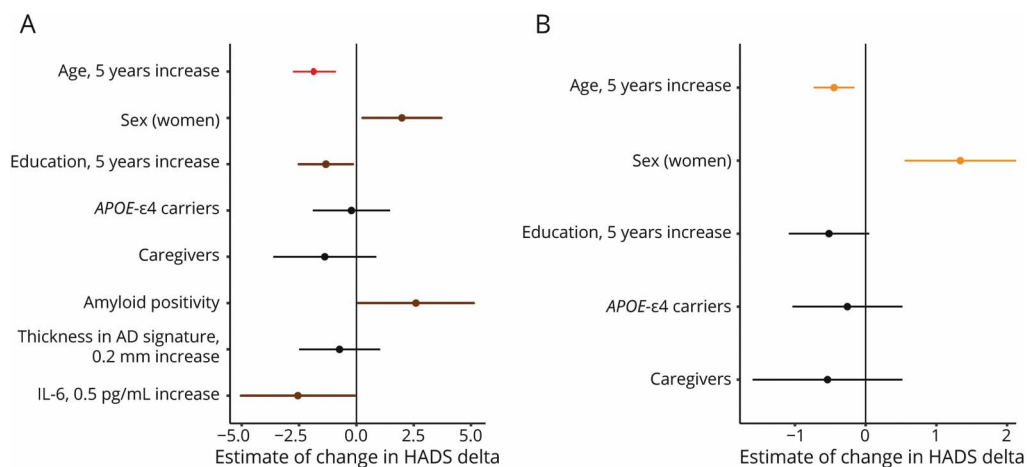 A
Age, 5 years increase
Sex (women)
Education, 5 years increase
APOE-ε4 carriers
Caregivers
Amyloid positivity
Thickness in AD signature,
0.2 mm increase
IL-6, 0.5 pg/mL increase
−5.0 −2.5 0.0 2.5 5.0
Estimate of change in HADS delta
B
Age, 5 years increase
Sex (women)
Education, 5 years increase
APOE-ε4 carriers
Caregivers
−1 0 1 2
Estimate of change in HADS delta